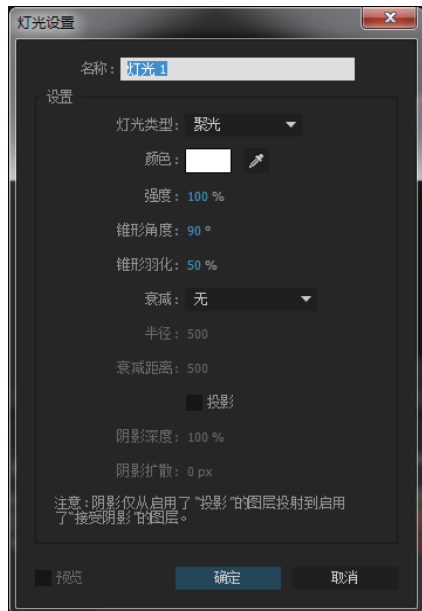 灯光设置
名称: 灯光 1
设置
灯光类型: 聚光
颜色:
强度: 100 %
锥形角度: 90 °
锥形羽化: 50 %
衰减: 无
半径: 500
衰减距离: 500
投影
阴影深度: 100 %
阴影扩散: 0 px
注意:阴影仅从启用了"投影"的图层投射到启用
了"接受阴影"的图层。
预览 确定 取消